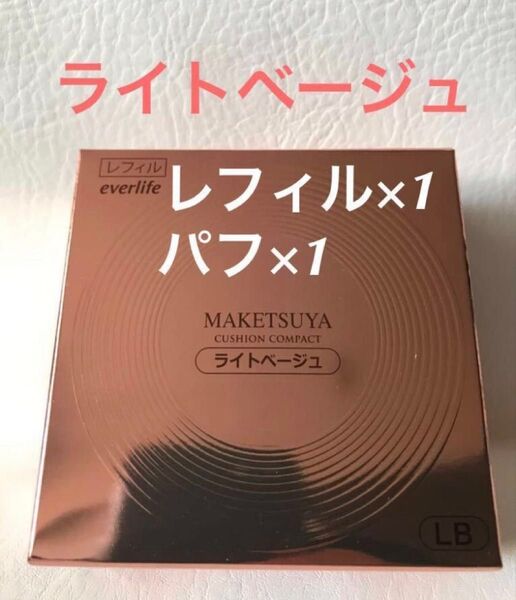 ライトベージュ
レフィル
everlife
レフィル×1
パフ×1
MAKETSUYA
CUSHION COMPACT
ライトベージュ
LB